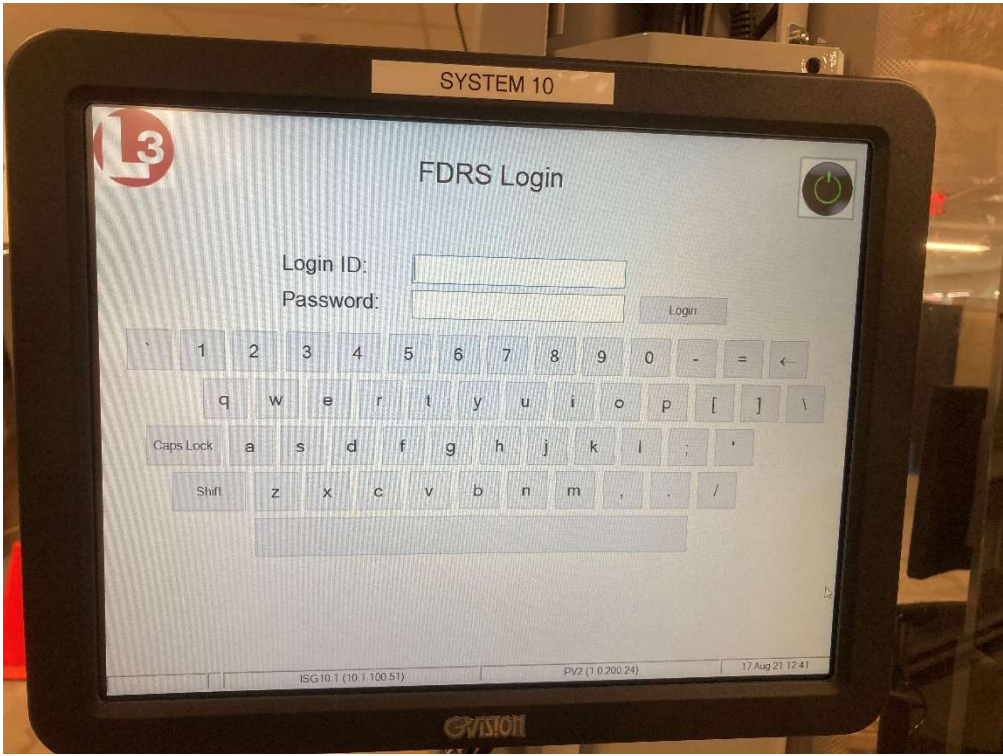 SYSTEM 10
L3
FDRS Login
Login ID:
Password:
Login
` 1 2 3 4 5 6 7 8 9 0 - = ←
q w e r t y u i o p [ ] \
Caps Lock a s d f g h j k l ; '
Shift z x c v b n m , . /
ISG10.1 (10.1.100.51) PV2 (1.0.200.24) 17 Aug 21 12:41
GVISION